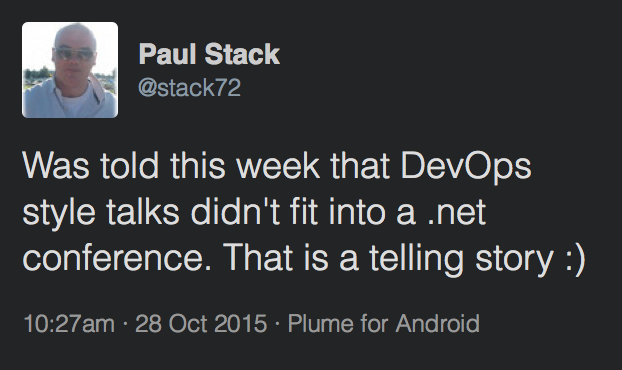 Paul Stack
@stack72
Was told this week that DevOps
style talks didn't fit into a .net
conference. That is a telling story :)
10:27am · 28 Oct 2015 · Plume for Android